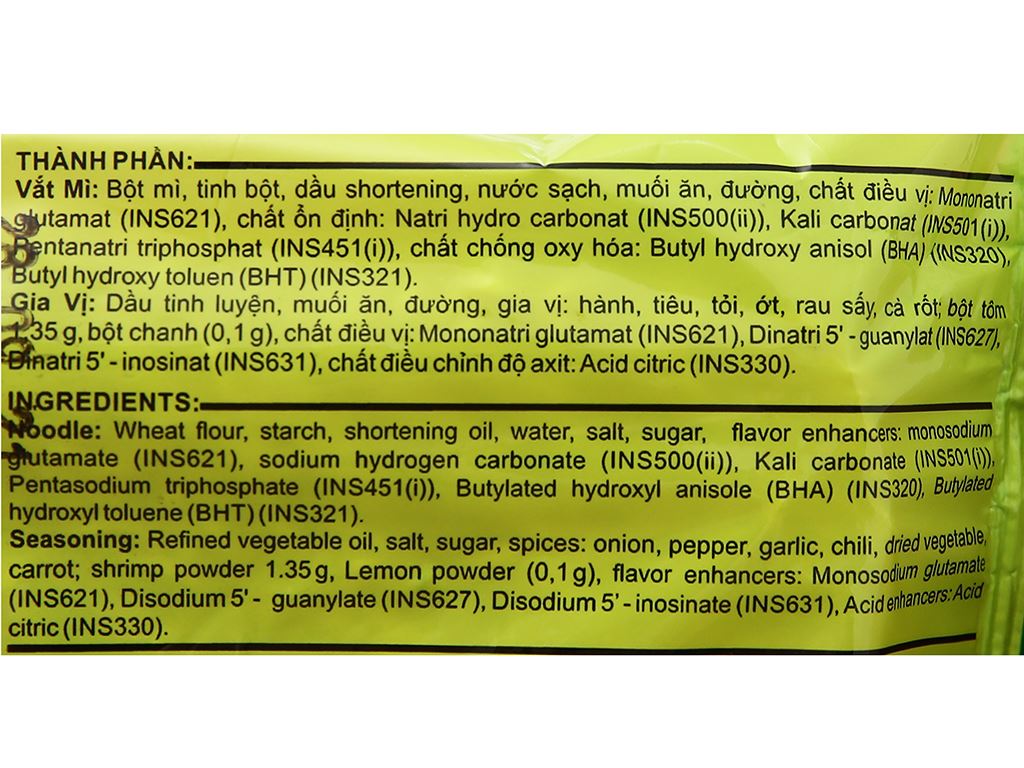 THÀNH PHẦN:
Vắt Mì: Bột mì, tinh bột, dầu shortening, nước sạch, muối ăn, đường, chất điều vị: Mononatri
glutamat (INS621), chất ổn định: Natri hydro carbonat (INS500(ii)), Kali carbonat (INS501(i)),
Pentanatri triphosphat (INS451(i)), chất chống oxy hóa: Butyl hydroxy anisol (BHA) (INS320),
Butyl hydroxy toluen (BHT) (INS321).
Gia Vị: Dầu tinh luyện, muối ăn, đường, gia vị: hành, tiêu, tỏi, ớt, rau sấy, cà rốt; bột tôm
1.35 g, bột chanh (0,1 g), chất điều vị: Mononatri glutamat (INS621), Dinatri 5' - guanylat (INS627),
Dinatri 5' - inosinat (INS631), chất điều chỉnh độ axit: Acid citric (INS330).
INGREDIENTS:
Noodle: Wheat flour, starch, shortening oil, water, salt, sugar, flavor enhancers: monosodium
glutamate (INS621), sodium hydrogen carbonate (INS500(ii)), Kali carbonate (INS501(i)),
Pentasodium triphosphate (INS451(i)), Butylated hydroxyl anisole (BHA) (INS320), Butylated
hydroxyl toluene (BHT) (INS321).
Seasoning: Refined vegetable oil, salt, sugar, spices: onion, pepper, garlic, chili, dried vegetable,
carrot; shrimp powder 1.35g, Lemon powder (0,1g), flavor enhancers: Monosodium glutamate
(INS621), Disodium 5' - guanylate (INS627), Disodium 5' - inosinate (INS631), Acid enhancers: Acid
citric (INS330).